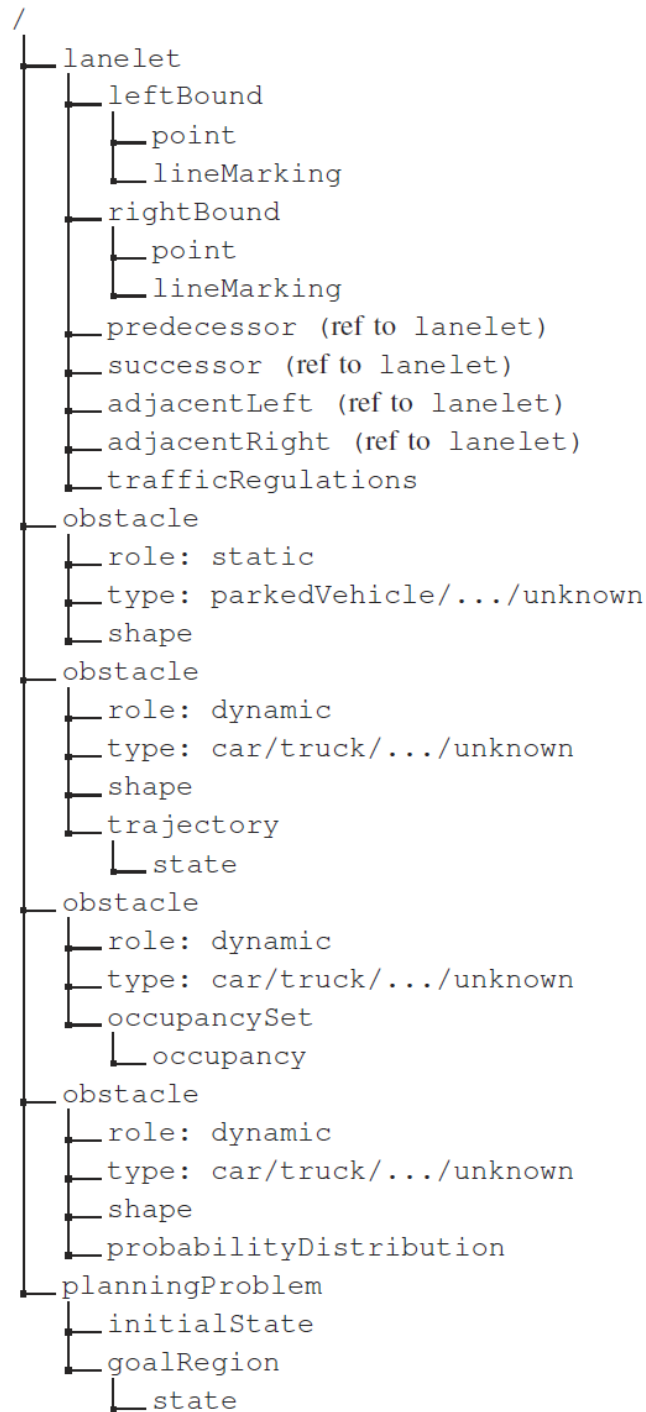 /
lanelet
leftBound
point
lineMarking
rightBound
point
lineMarking
predecessor (ref to lanelet)
successor (ref to lanelet)
adjacentLeft (ref to lanelet)
adjacentRight (ref to lanelet)
trafficRegulations
obstacle
role: static
type: parkedVehicle/.../unknown
shape
obstacle
role: dynamic
type: car/truck/.../unknown
shape
trajectory
state
obstacle
role: dynamic
type: car/truck/.../unknown
occupancySet
occupancy
obstacle
role: dynamic
type: car/truck/.../unknown
shape
probabilityDistribution
planningProblem
initialState
goalRegion
state